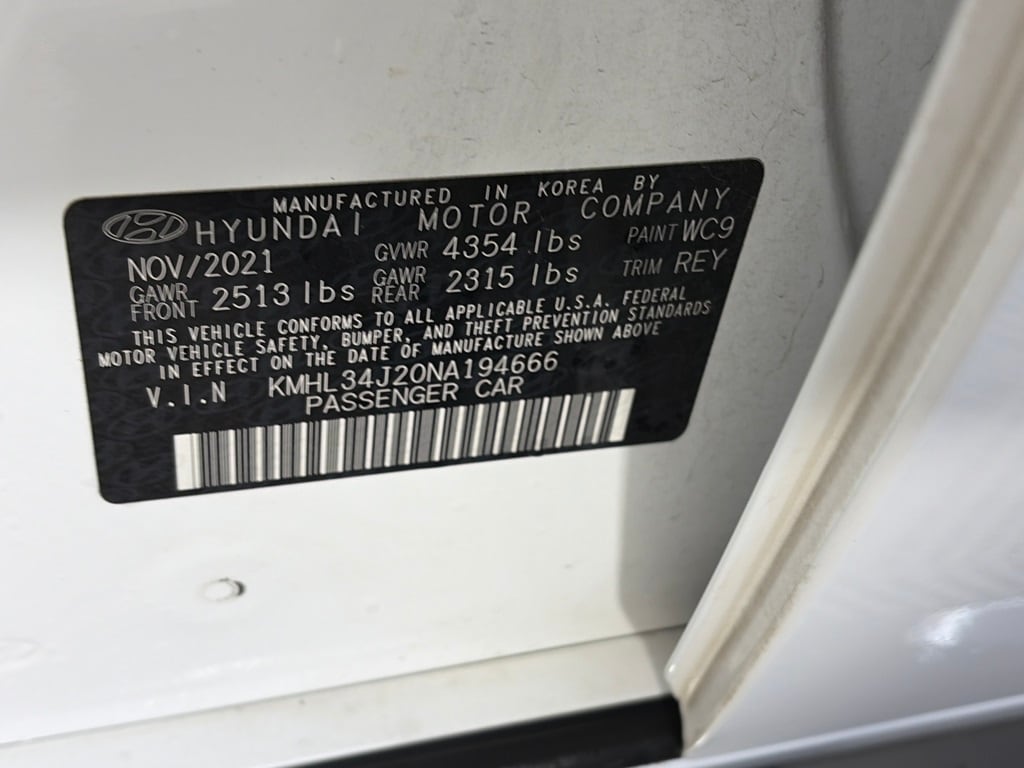 MANUFACTURED IN KOREA BY
HYUNDAI MOTOR COMPANY
NOV/2021 GVWR 4354 lbs PAINT WC9
GAWR FRONT 2513 lbs GAWR REAR 2315 lbs TRIM REY
THIS VEHICLE CONFORMS TO ALL APPLICABLE U.S.A. FEDERAL
MOTOR VEHICLE SAFETY, BUMPER, AND THEFT PREVENTION STANDARDS
IN EFFECT ON THE DATE OF MANUFACTURE SHOWN ABOVE
V.I.N KMHL34J20NA194666
PASSENGER CAR